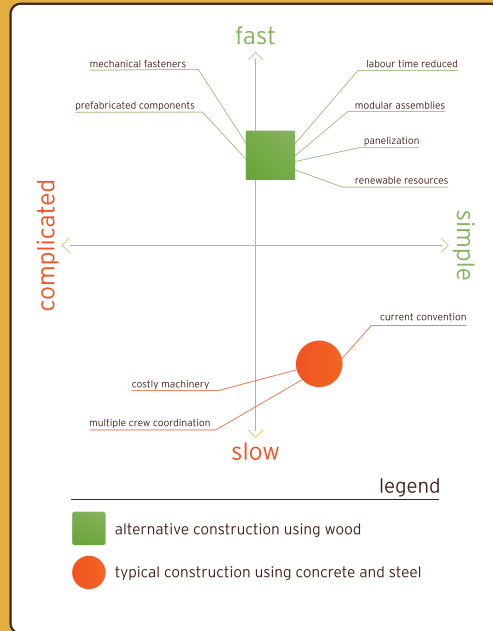 fast
mechanical fasteners
labour time reduced
prefabricated components
modular assemblies
panelization
renewable resources
complicated
simple
current convention
costly machinery
multiple crew coordination
slow
legend
alternative construction using wood
typical construction using concrete and steel